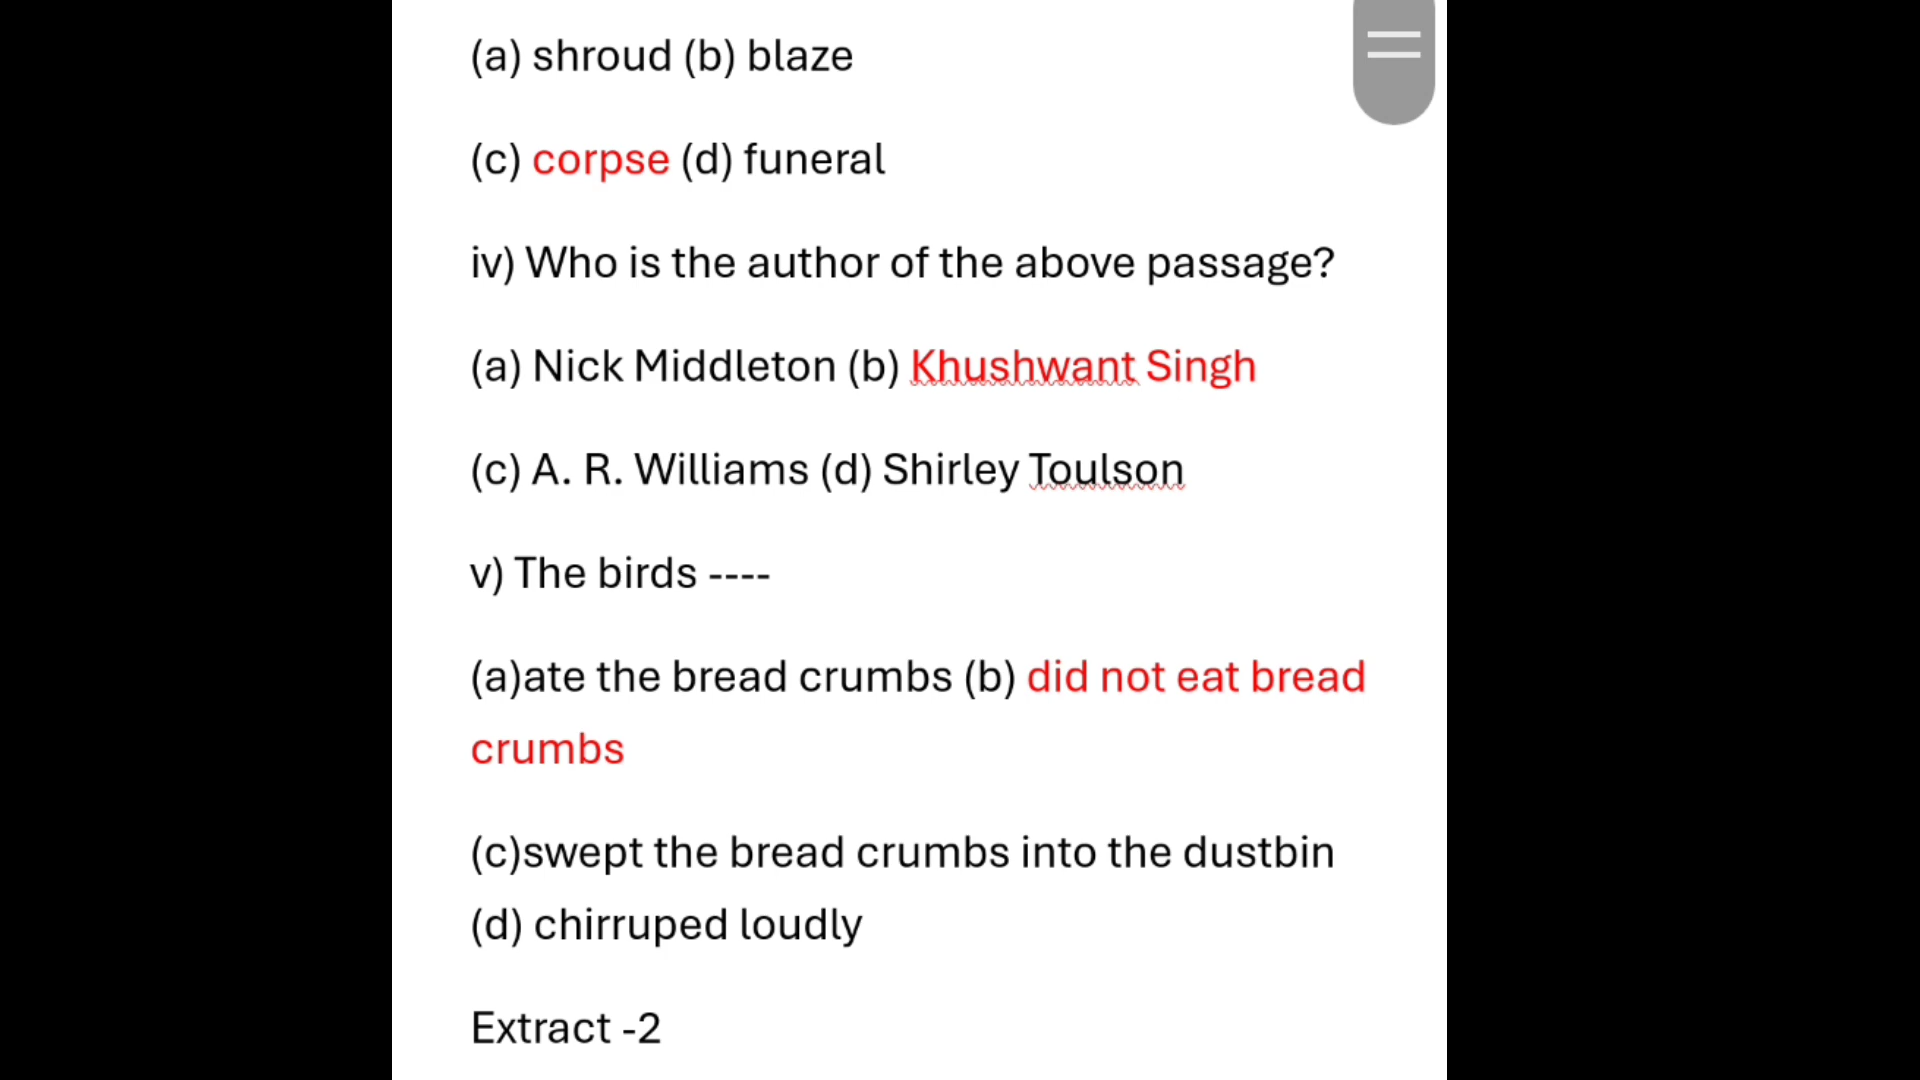 (a) shroud (b) blaze
(c) corpse (d) funeral
iv) Who is the author of the above passage?
(a) Nick Middleton (b) Khushwant Singh
(c) A. R. Williams (d) Shirley Toulson
v) The birds ----
(a)ate the bread crumbs (b) did not eat bread
crumbs
(c)swept the bread crumbs into the dustbin
(d) chirruped loudly
Extract -2